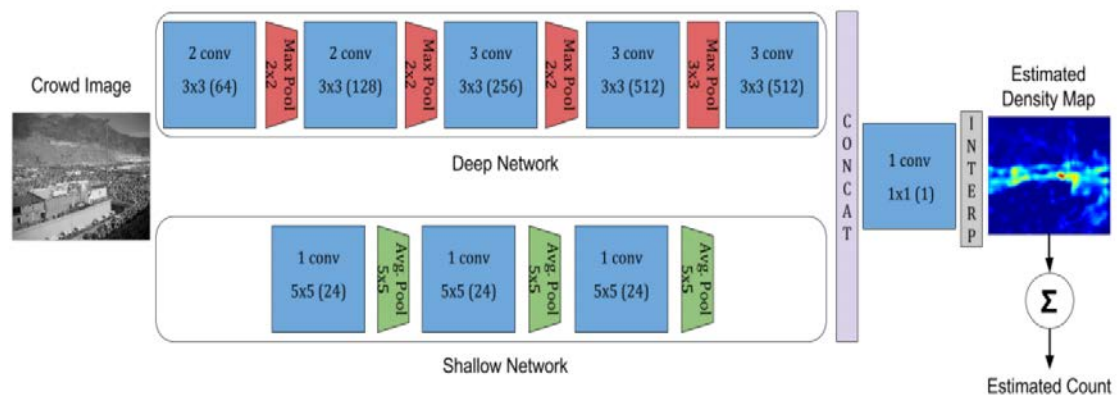 Crowd Image
2 conv
3x3 (64)
Max Pool
2x2
2 conv
3x3 (128)
Max Pool
2x2
3 conv
3x3 (256)
Max Pool
2x2
3 conv
3x3 (512)
Max Pool
3x3
3 conv
3x3 (512)
Deep Network
1 conv
5x5 (24)
Avg. Pool
5x5
1 conv
5x5 (24)
Avg. Pool
5x5
1 conv
5x5 (24)
Avg. Pool
5x5
Shallow Network
CONCAT
1 conv
1x1 (1)
INTERP
Estimated
Density Map
Σ
Estimated Count